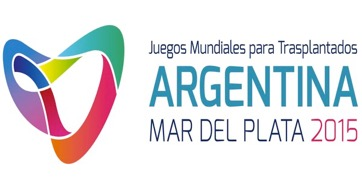 Juegos Mundiales para Trasplantados
ARGENTINA
MAR DEL PLATA 2015